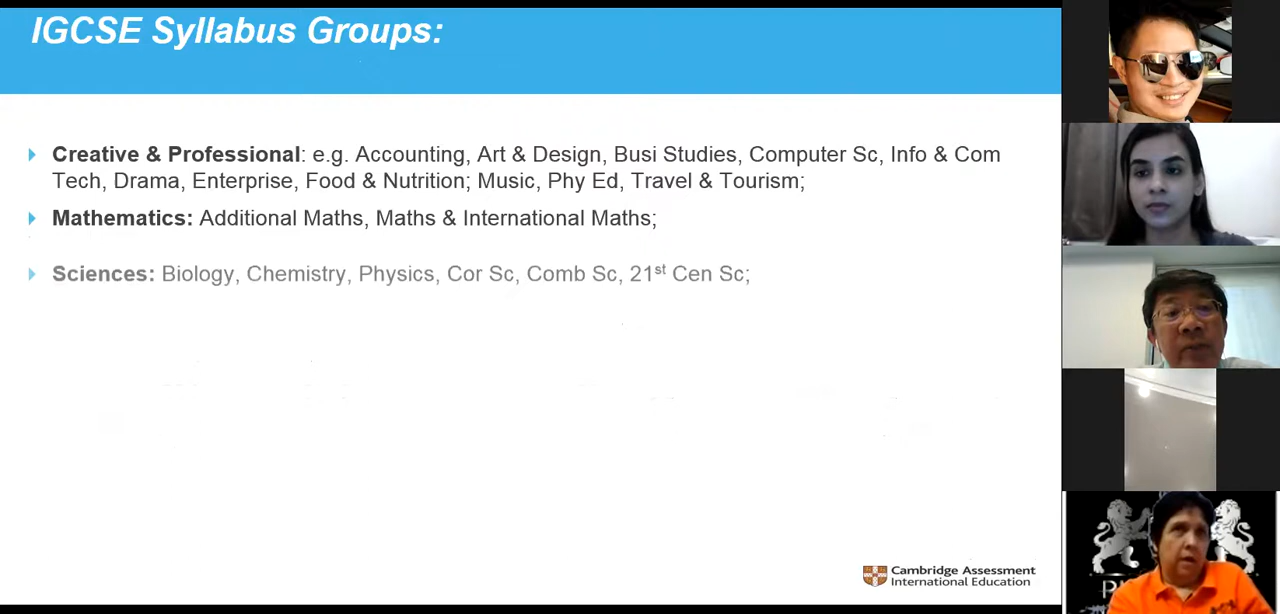 IGCSE Syllabus Groups:
Creative & Professional: e.g. Accounting, Art & Design, Busi Studies, Computer Sc, Info & Com
Tech, Drama, Enterprise, Food & Nutrition; Music, Phy Ed, Travel & Tourism;
Mathematics: Additional Maths, Maths & International Maths;
Sciences: Biology, Chemistry, Physics, Cor Sc, Comb Sc, 21st Cen Sc;
Cambridge Assessment
International Education